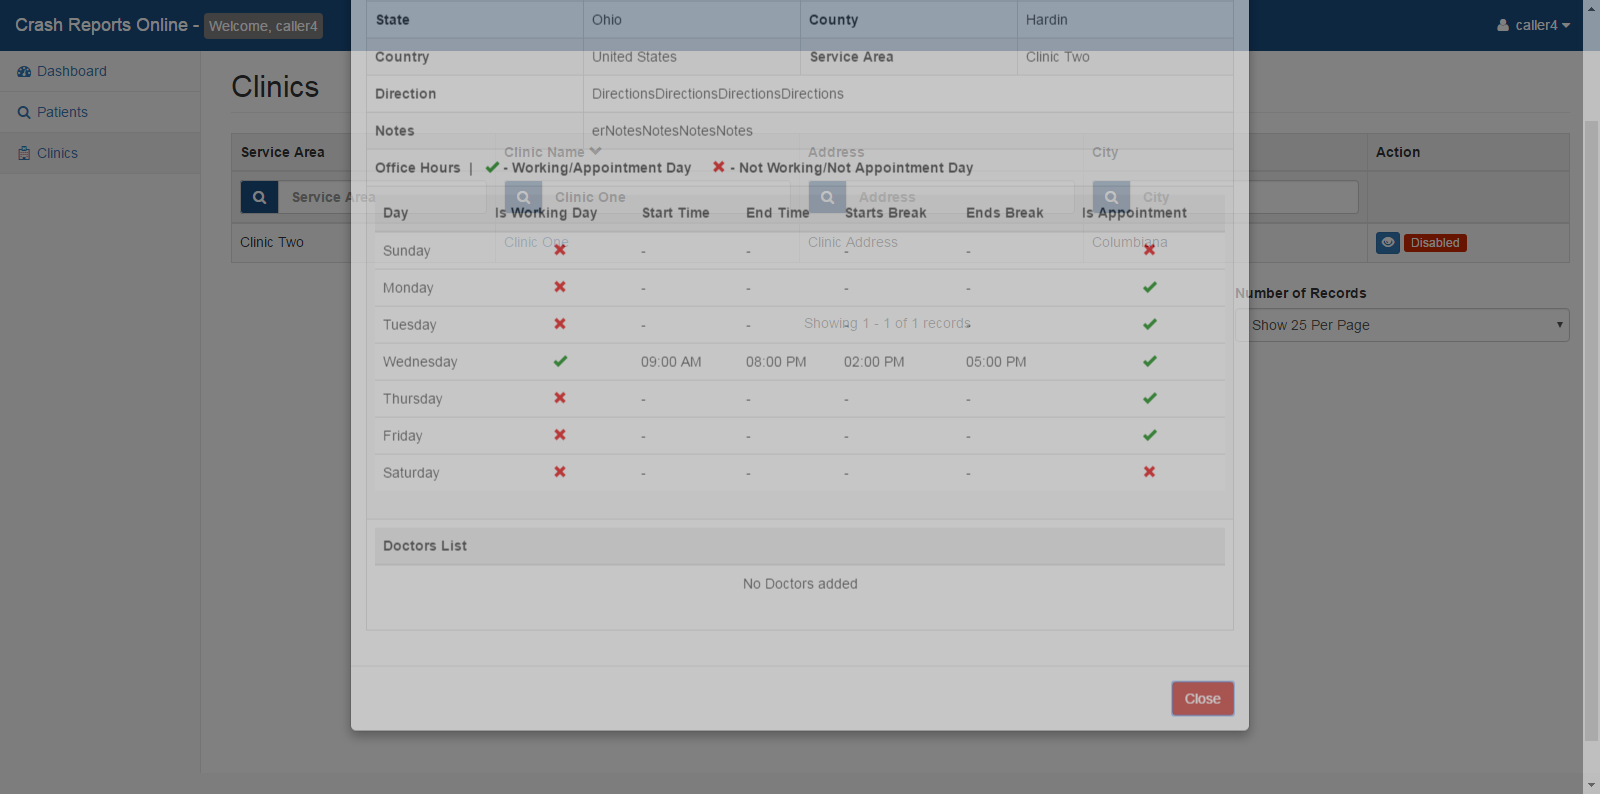 Crash Reports Online - Welcome, caller4
caller4
State Ohio County Hardin
Country United States Service Area Clinic Two
Direction DirectionsDirectionsDirectionsDirections
Notes erNotesNotesNotesNotes
Office Hours | - Working/Appointment Day - Not Working/Not Appointment Day
Day Is Working Day Start Time End Time Starts Break Ends Break Is Appointment
Sunday - - - -
Monday - - - -
Tuesday - - - -
Wednesday 09:00 AM 08:00 PM 02:00 PM 05:00 PM
Thursday - - - -
Friday - - - -
Saturday - - - -
Doctors List
No Doctors added
Close
Dashboard
Patients
Clinics
Clinics
Service Area Clinic Name Address City Action
Service Area Clinic One Address City
Clinic Two Clinic One Clinic Address Columbiana Disabled
Showing 1 - 1 of 1 records
Number of Records
Show 25 Per Page